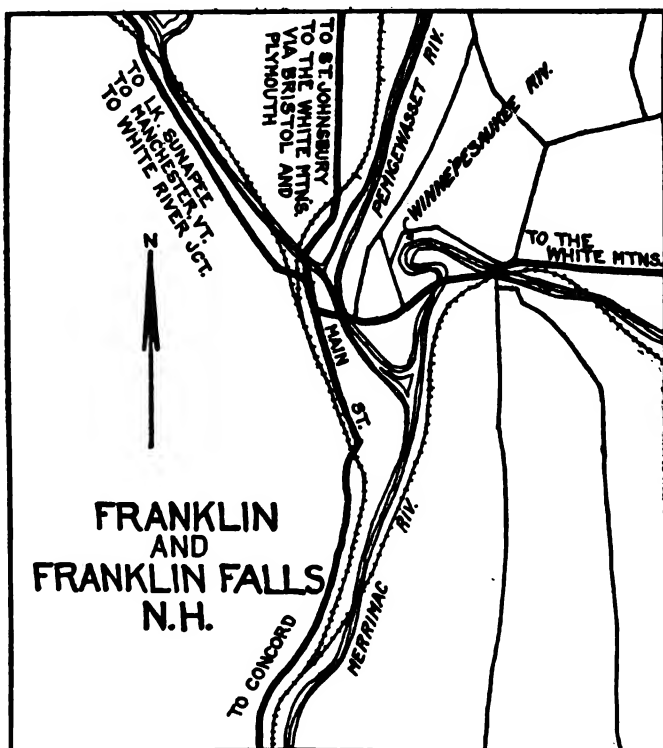 TO ST. JOHNSBURY
TO THE WHITE MTNS.
VIA BRISTOL AND
PLYMOUTH
TO LK. SUNAPEE
TO MANCHESTER, VT.
TO WHITE RIVER JCT.
PEMIGEWASSET RIV.
WINNEPESAUKEE RIV.
TO THE
WHITE MTNS.
N
MAIN
ST.
FRANKLIN
AND
FRANKLIN FALLS
N.H.
MERRIMAC
RIV.
TO CONCORD